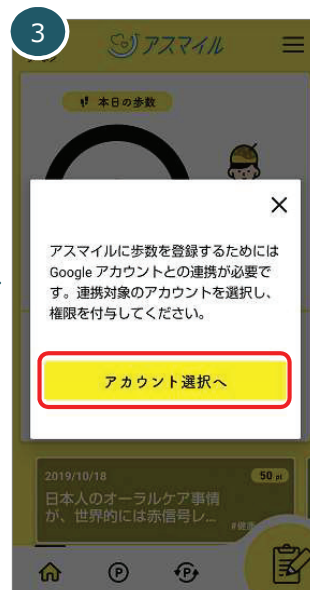 3
アスマイル
本日の歩数
アスマイルに歩数を登録するためには
Google アカウントとの連携が必要で
す。連携対象のアカウントを選択し、
権限を付与してください。
アカウント選択へ
2019/10/18
50 pt
日本人のオーラルケア事情
が、世界的には赤信号レ...
P
P